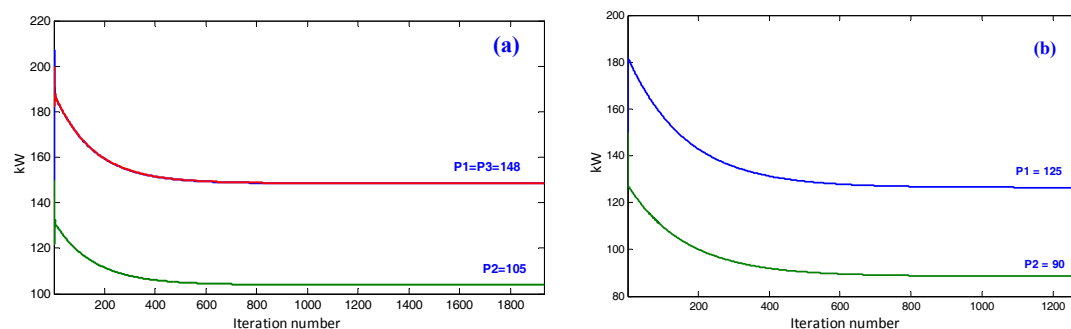 220
200
180
160
140
120
100
kW
(a)
P1=P3=148
P2=105
200 400 600 800 1000 1200 1400 1600 1800
Iteration number
200
180
160
140
120
100
80
kW
(b)
P1 = 125
P2 = 90
200 400 600 800 1000 1200
Iteration number